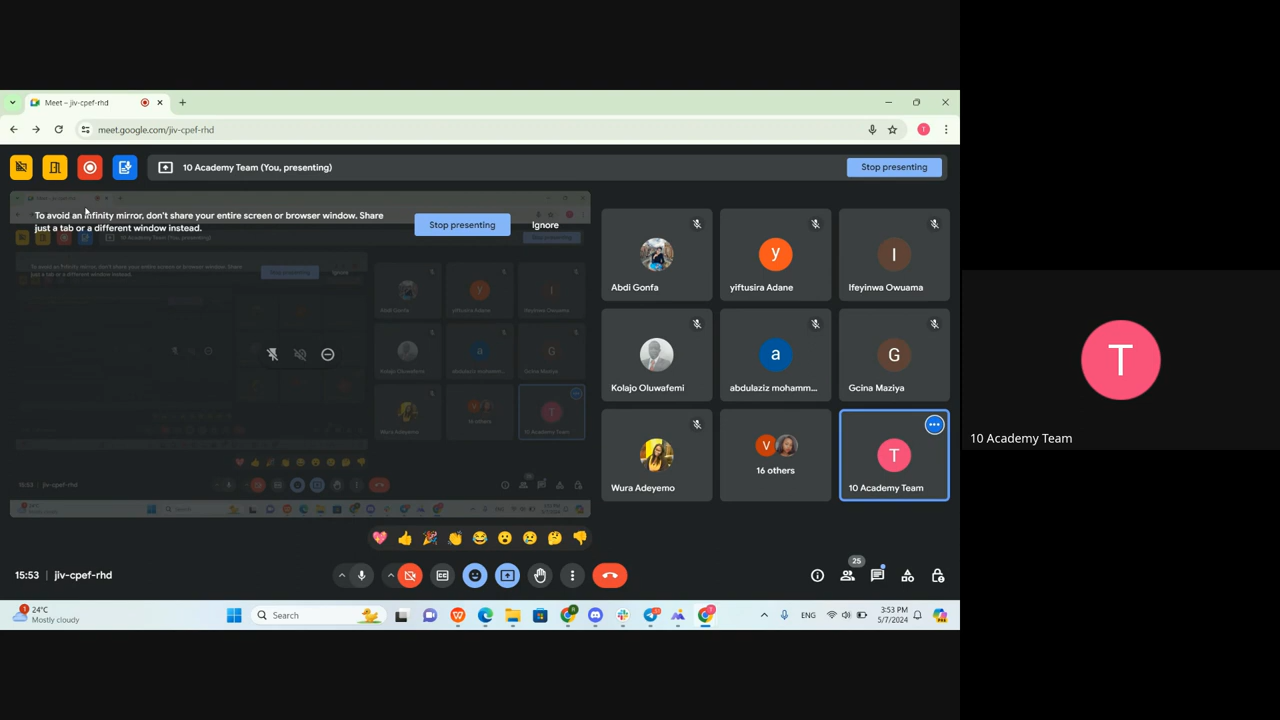 Meet – jiv-cpef-rhd
meet.google.com/jiv-cpef-rhd
T
10 Academy Team (You, presenting)
Stop presenting
To avoid an infinity mirror, don't share your entire screen or browser window. Share
just a tab or a different window instead.
Stop presenting
Ignore
Abdi Gonfa
y
yiftusira Adane
I
Ifeyinwa Owuama
Kolajo Oluwafemi
a
abdulaziz mohamm...
G
Gcina Maziya
Wura Adeyemo
V
16 others
T
10 Academy Team
T
10 Academy Team
15:53 | jiv-cpef-rhd
25
1
24°C
Mostly cloudy
Search
ENG
3:53 PM
5/7/2024